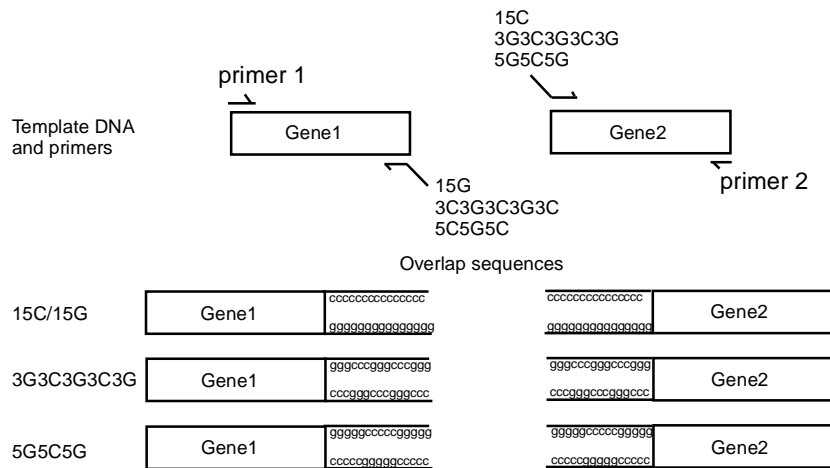 15C
3G3C3G3C3G
5G5C5G
primer 1
Template DNA
and primers
Gene1
Gene2
15G
3C3G3C3G3C
5C5G5C
primer 2
Overlap sequences
15C/15G
Gene1
ccccccccccccccc
ggggggggggggggg
ccccccccccccccc
ggggggggggggggg
Gene2
3G3C3G3C3G
Gene1
gggcccgggcccggg
cccgggcccgggccc
gggcccgggcccggg
cccgggcccgggccc
Gene2
5G5C5G
Gene1
gggggcccccggggg
cccccgggggccccc
gggggcccccggggg
cccccgggggccccc
Gene2